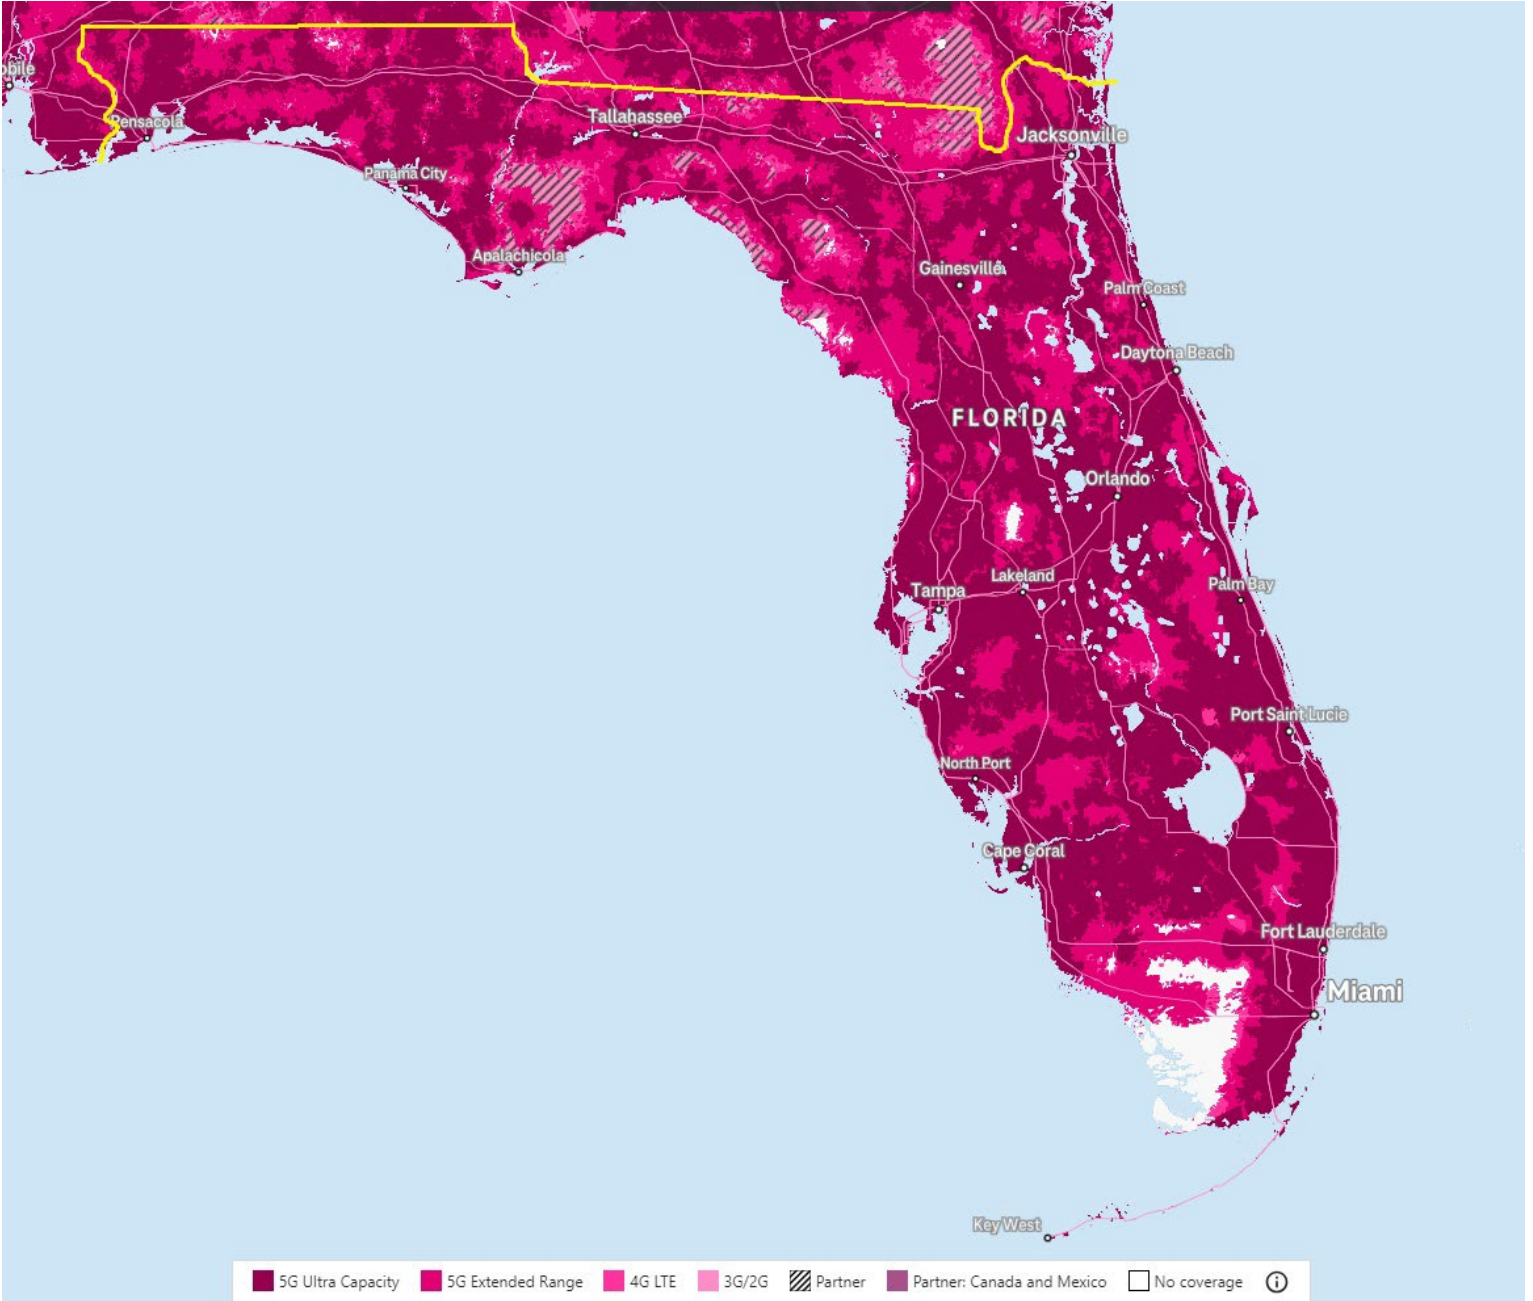 obile
Pensacola
Tallahassee
Jacksonville
Panama City
Apalachicola
Gainesville
Palm Coast
Daytona Beach
FLORIDA
Orlando
Lakeland
Tampa
Palm Bay
Port Saint Lucie
North Port
Cape Coral
Fort Lauderdale
Miami
Key West
5G Ultra Capacity 5G Extended Range 4G LTE 3G/2G Partner Partner: Canada and Mexico No coverage